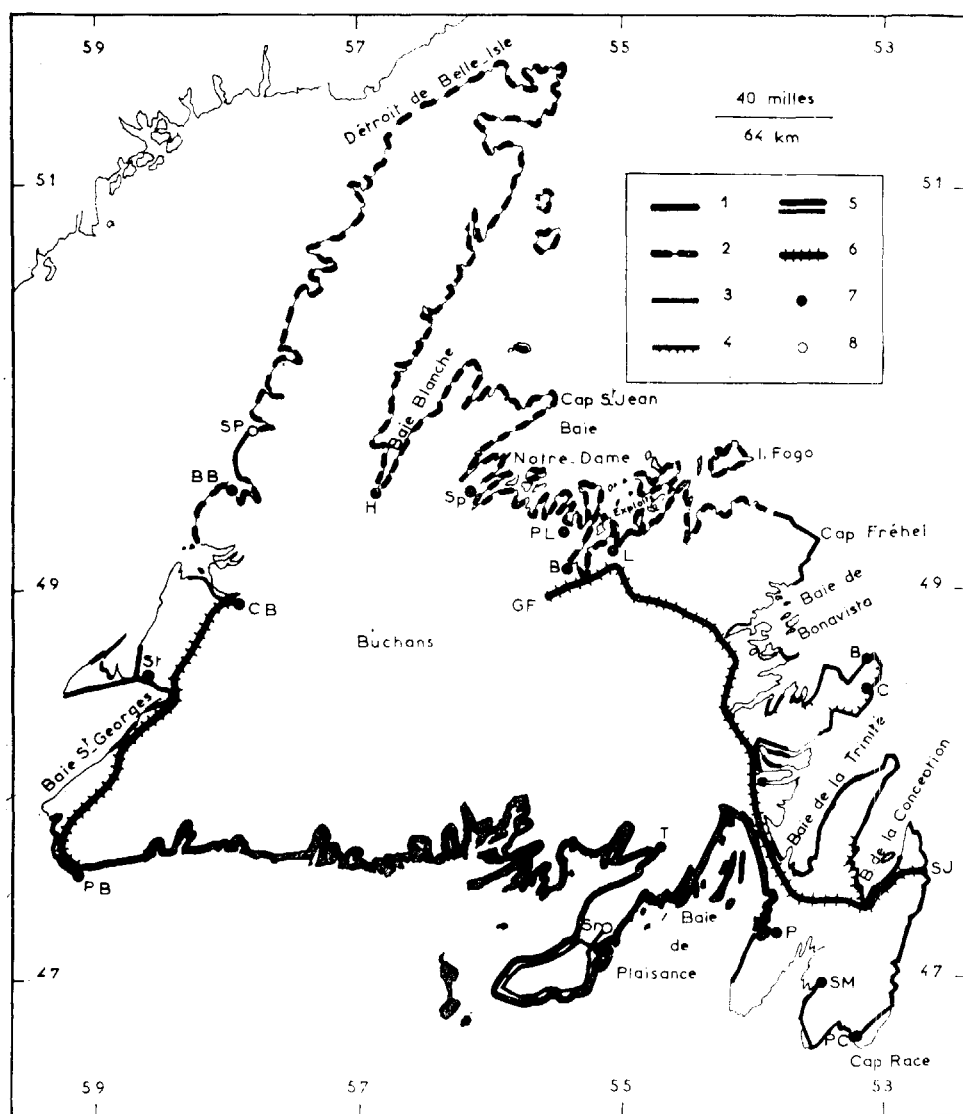 59 57 55 53
Détroit de Belle-Isle
40 milles
64 km
51 51
1 5
2 6
3 7
4 8
Baie Blanche
Cap St Jean
Baie
Notre-Dame
I. Fogo
SP
BB
H
Sp
Exploits
PL
B
L
Cap Fréhel
49 49
GF
CB
Baie de
Bonavista
Buchans
St
B
C
Baie St Georges
Baie de la Trinité
B. de la Conception
T
SJ
PB
Baie
de
Plaisance
P
47 47
SM
PC
Cap Race
59 57 55 53